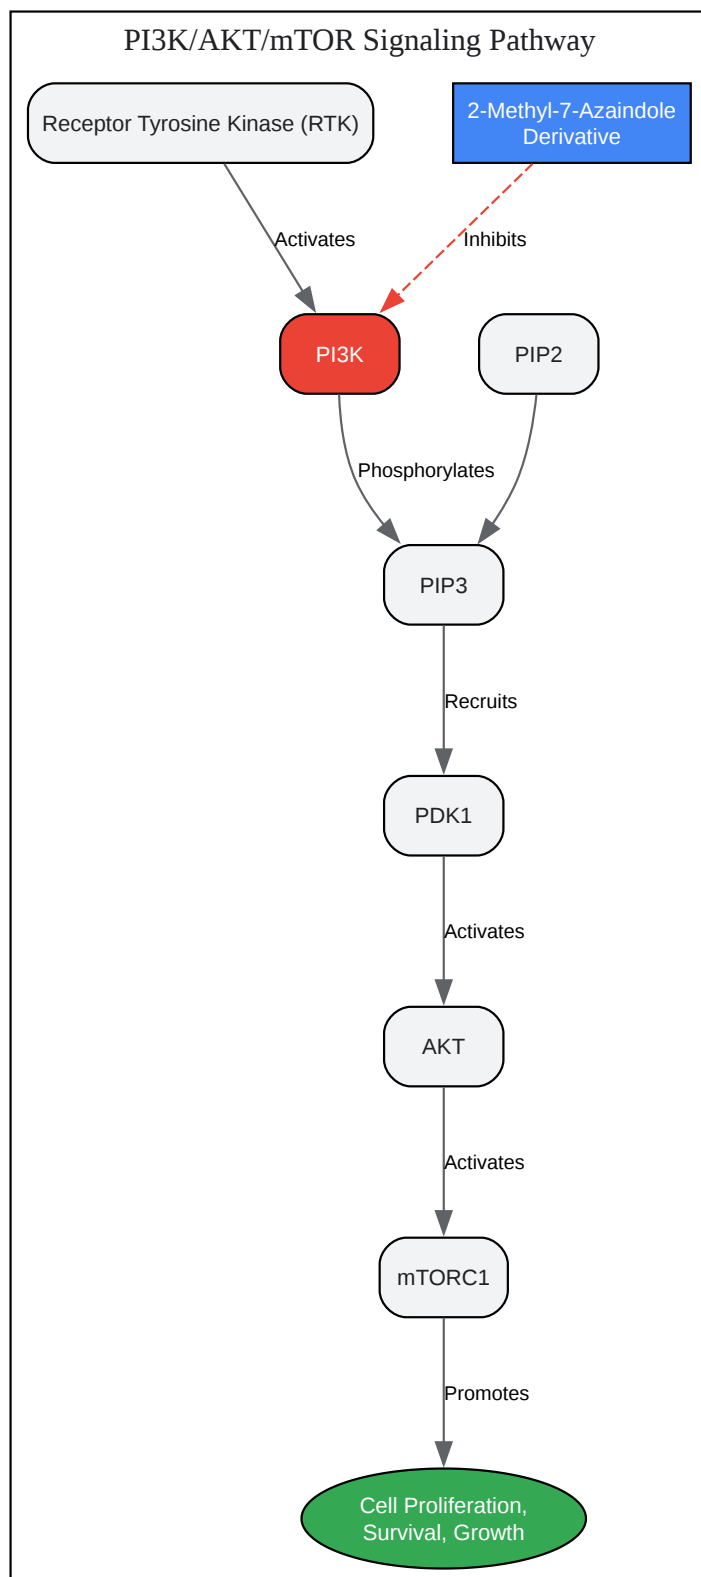 PI3K/AKT/mTOR Signaling Pathway
Receptor Tyrosine Kinase (RTK)
2-Methyl-7-Azaindole
Derivative
Activates
Inhibits
PI3K
PIP2
Phosphorylates
PIP3
Recruits
PDK1
Activates
AKT
Activates
mTORC1
Promotes
Cell Proliferation,
Survival, Growth